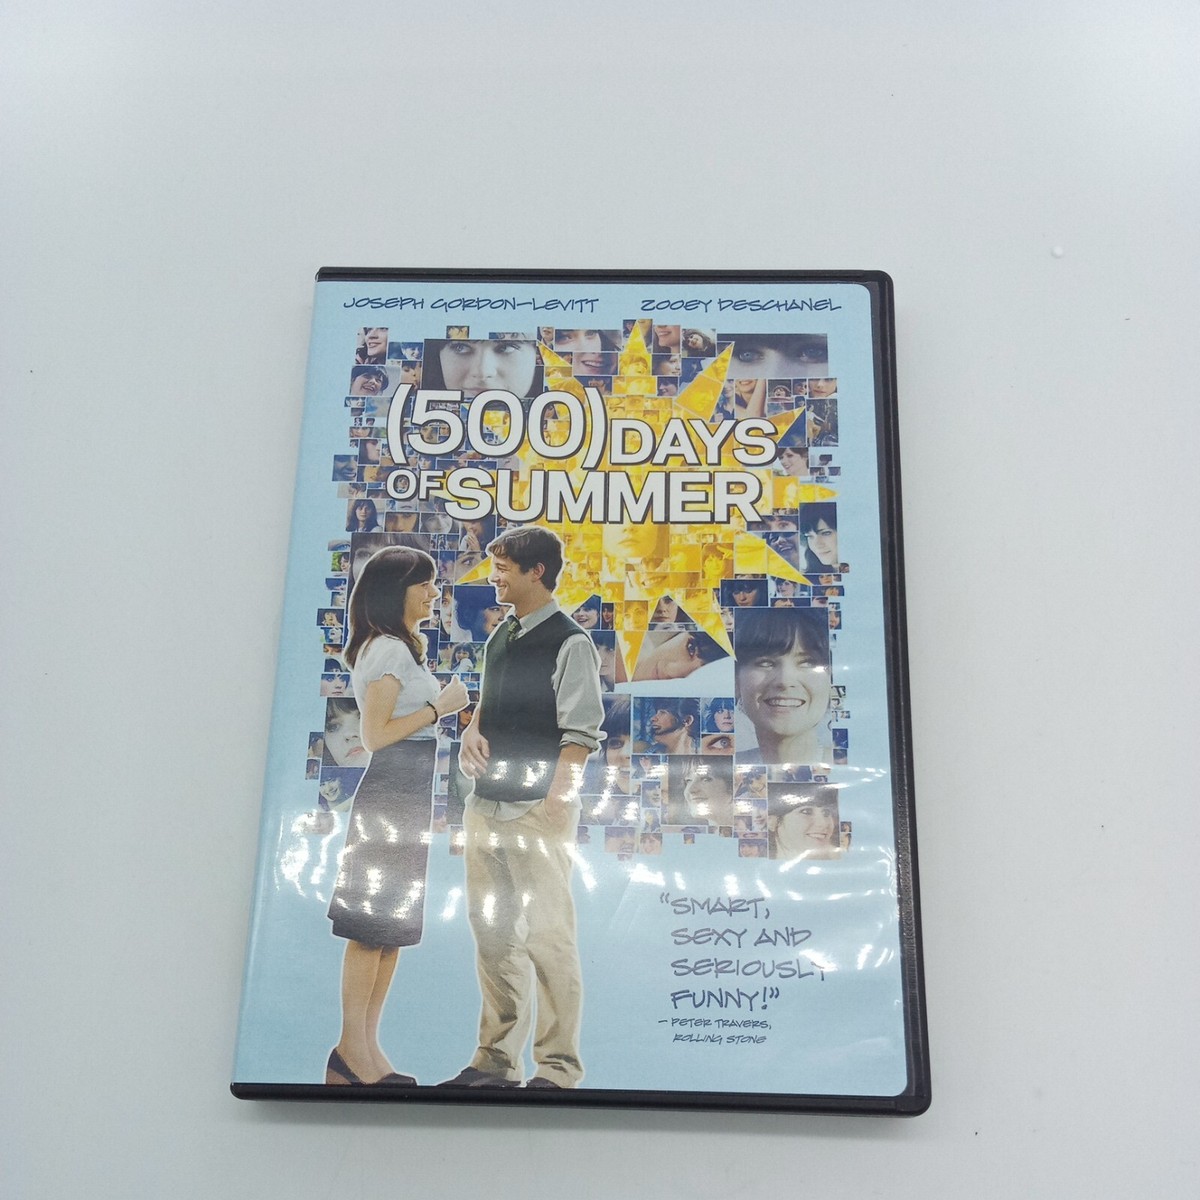 JOSEPH GORDON-LEVITT ZOOEY DESCHANEL
(500) DAYS
OF SUMMER
"SMART,
SEXY AND
SERIOUSLY
FUNNY!"
- PETER TRAVERS,
ROLLING STONE